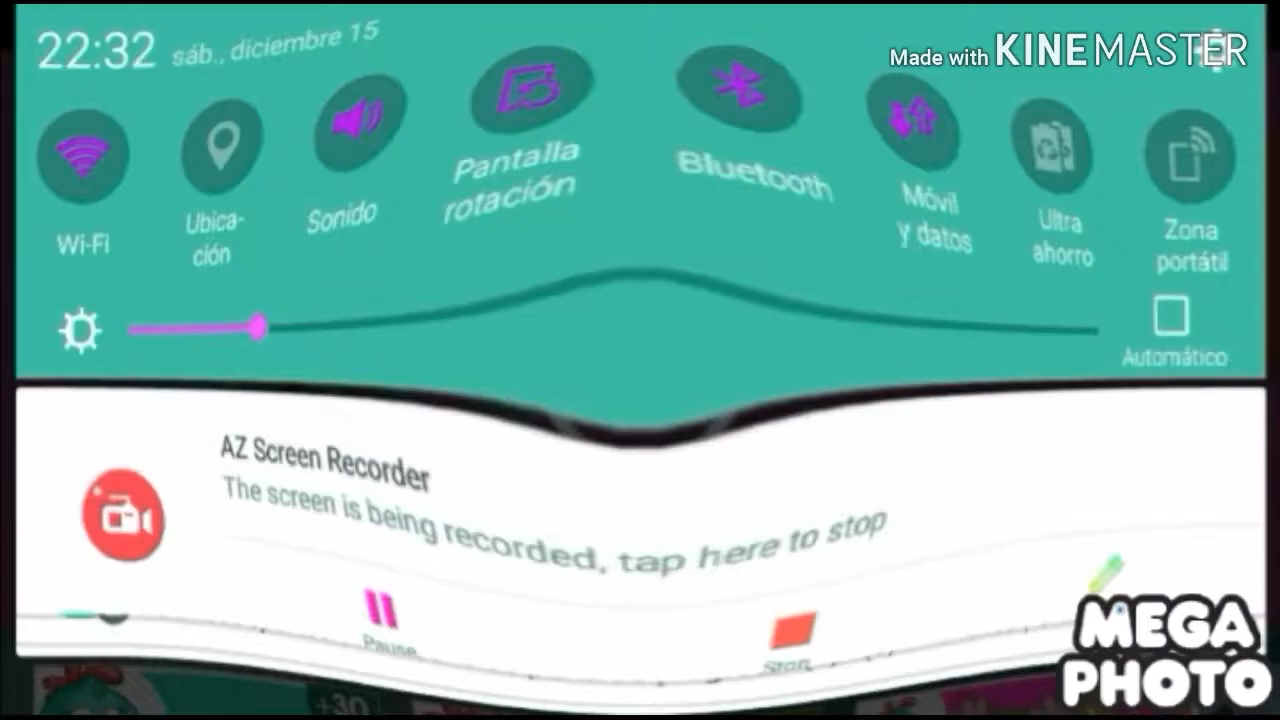 22:32 sáb., diciembre 15
Made with KINEMASTER
Wi-Fi
Ubica-
ción
Sonido
Pantalla
rotación
Bluetooth
Móvil
y datos
Ultra
ahorro
Zona
portátil
Automático
AZ Screen Recorder
The screen is being recorded, tap here to stop
Pause
Stop
+30
MEGA
PHOTO